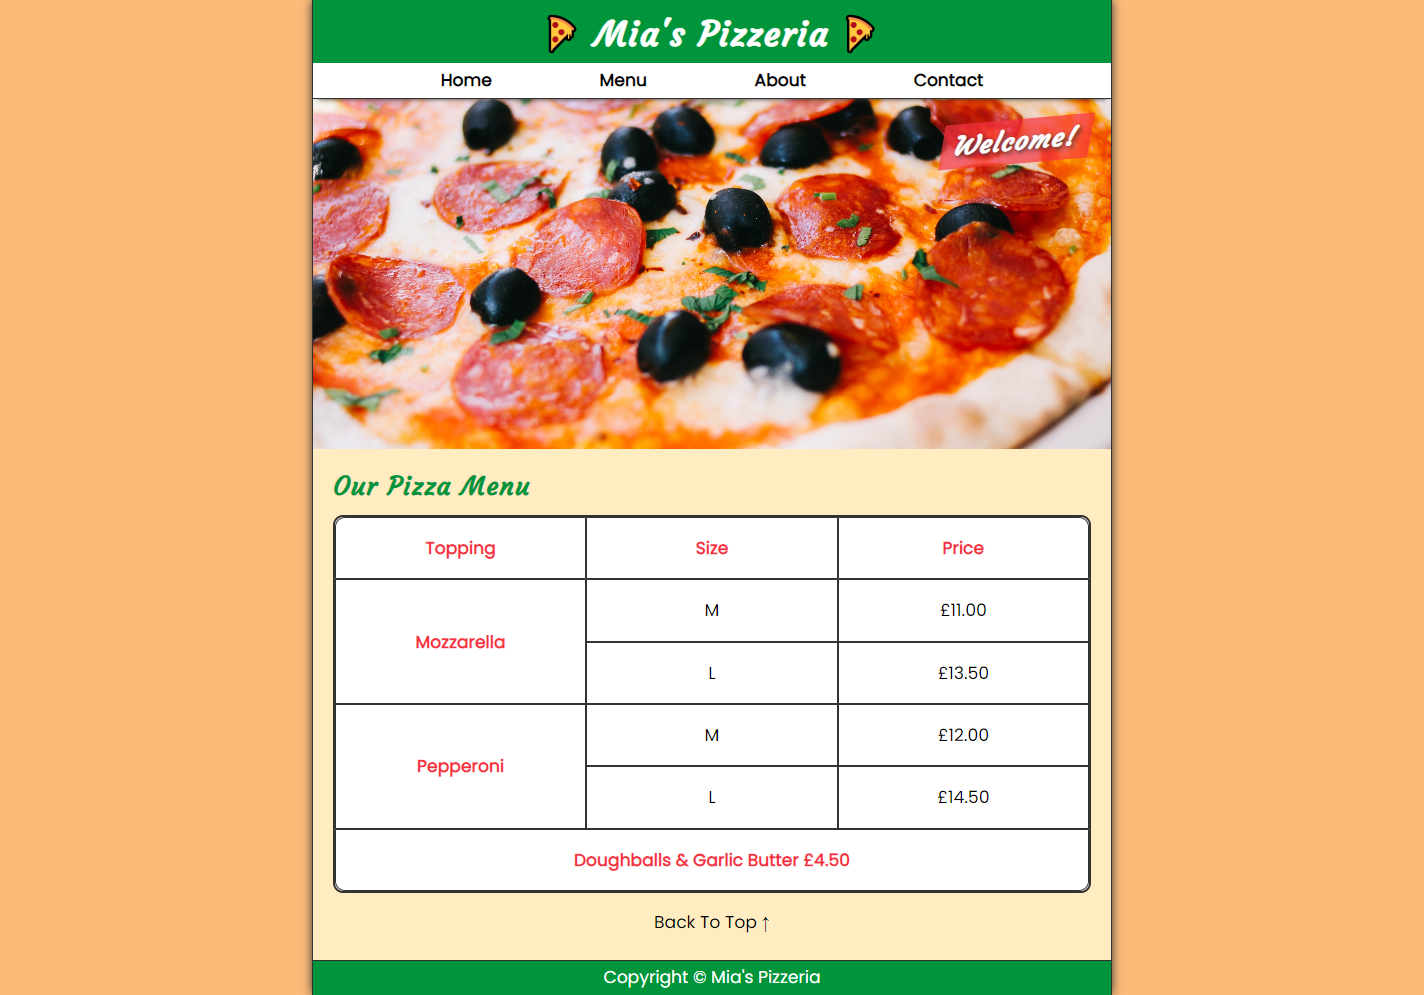 Mia's Pizzeria
Home Menu About Contact
Welcome!
Our Pizza Menu
Topping Size Price
Mozzarella M £11.00
L £13.50
Pepperoni M £12.00
L £14.50
Doughballs & Garlic Butter £4.50
Back To Top ↑
Copyright © Mia's Pizzeria